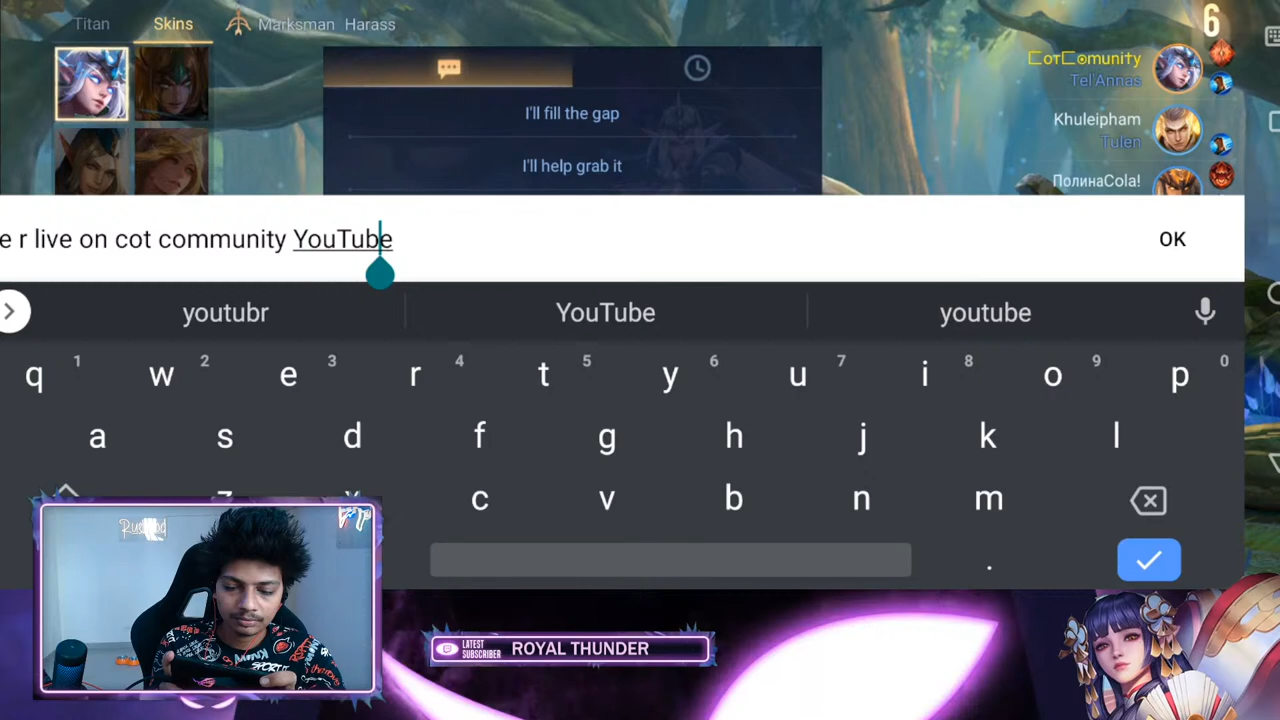 Titan
Skins
Marksman Harass
6
I'll fill the gap
I'll help grab it
Tel'Annas
Khuleipham
Tulen
ПолинаCola!
e r live on cot community YouTube
OK
youtubr
YouTube
youtube
1 2 3 4 5 6 7 8 9 0
q w e r t y u i o p
a s d f g h j k l
z x c v b n m
.
LATEST
SUBSCRIBER
ROYAL THUNDER